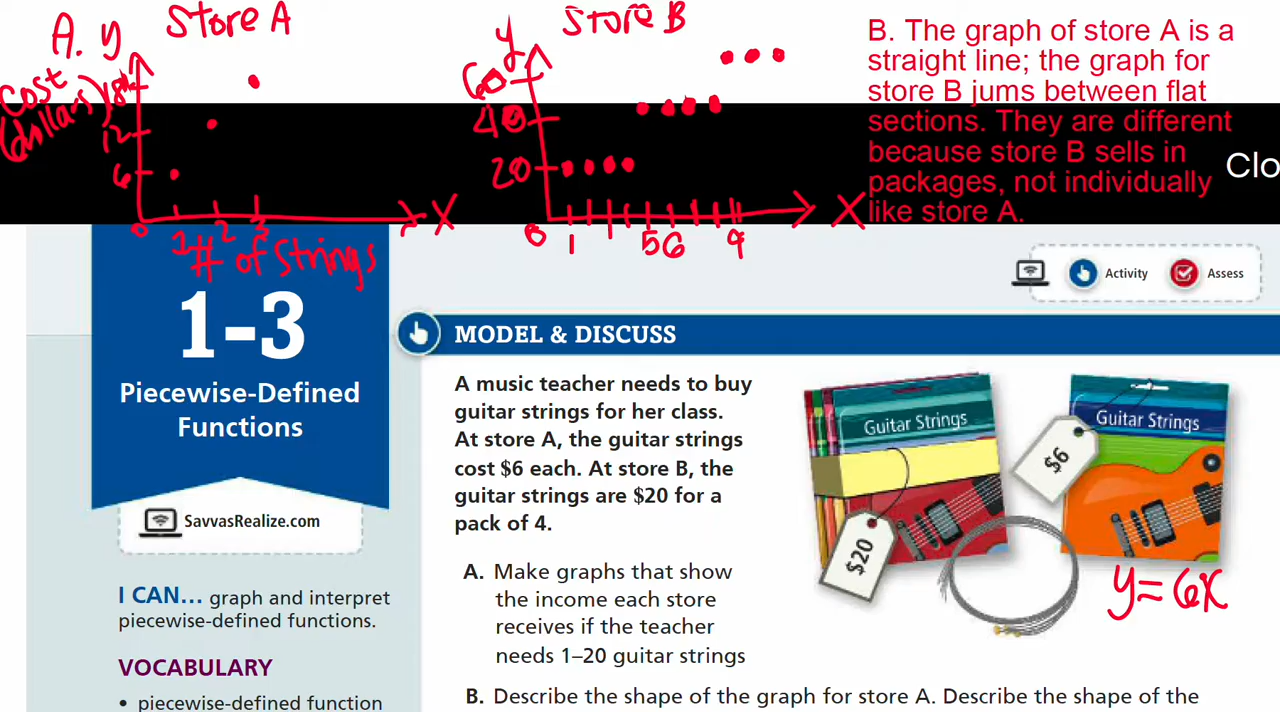 A. y
Store A
Cost
(dollars)
18
12
6
0
1
2
3
X
# of Strings
Store B
y
60
40
20
0
1
56
9
X
B. The graph of store A is a
straight line; the graph for
store B jums between flat
sections. They are different
because store B sells in
packages, not individually
like store A.
Clo
Activity
Assess
1-3
Piecewise-Defined
Functions
SavvasRealize.com
I CAN... graph and interpret
piecewise-defined functions.
VOCABULARY
• piecewise-defined function
MODEL & DISCUSS
A music teacher needs to buy
guitar strings for her class.
At store A, the guitar strings
cost $6 each. At store B, the
guitar strings are $20 for a
pack of 4.
Guitar Strings
$20
Guitar Strings
$6
y=6x
A. Make graphs that show
the income each store
receives if the teacher
needs 1–20 guitar strings
B. Describe the shape of the graph for store A. Describe the shape of the